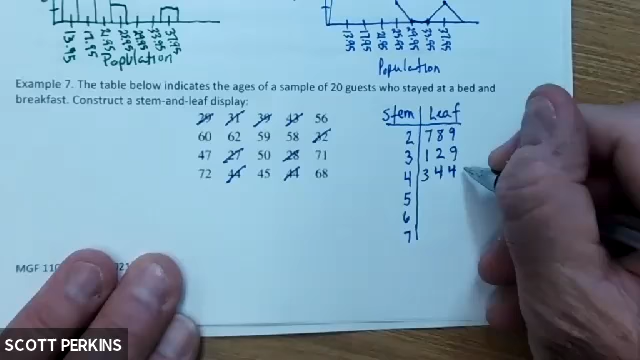 Population
Population
Example 7. The table below indicates the ages of a sample of 20 guests who stayed at a bed and
breakfast. Construct a stem-and-leaf display:
29 31 39 43 56
60 62 59 58 32
47 27 50 28 71
72 44 45 44 68
Stem Leaf
2 7 8 9
3 1 2 9
4 3 4 4
5
6
7
MGF 110
SCOTT PERKINS